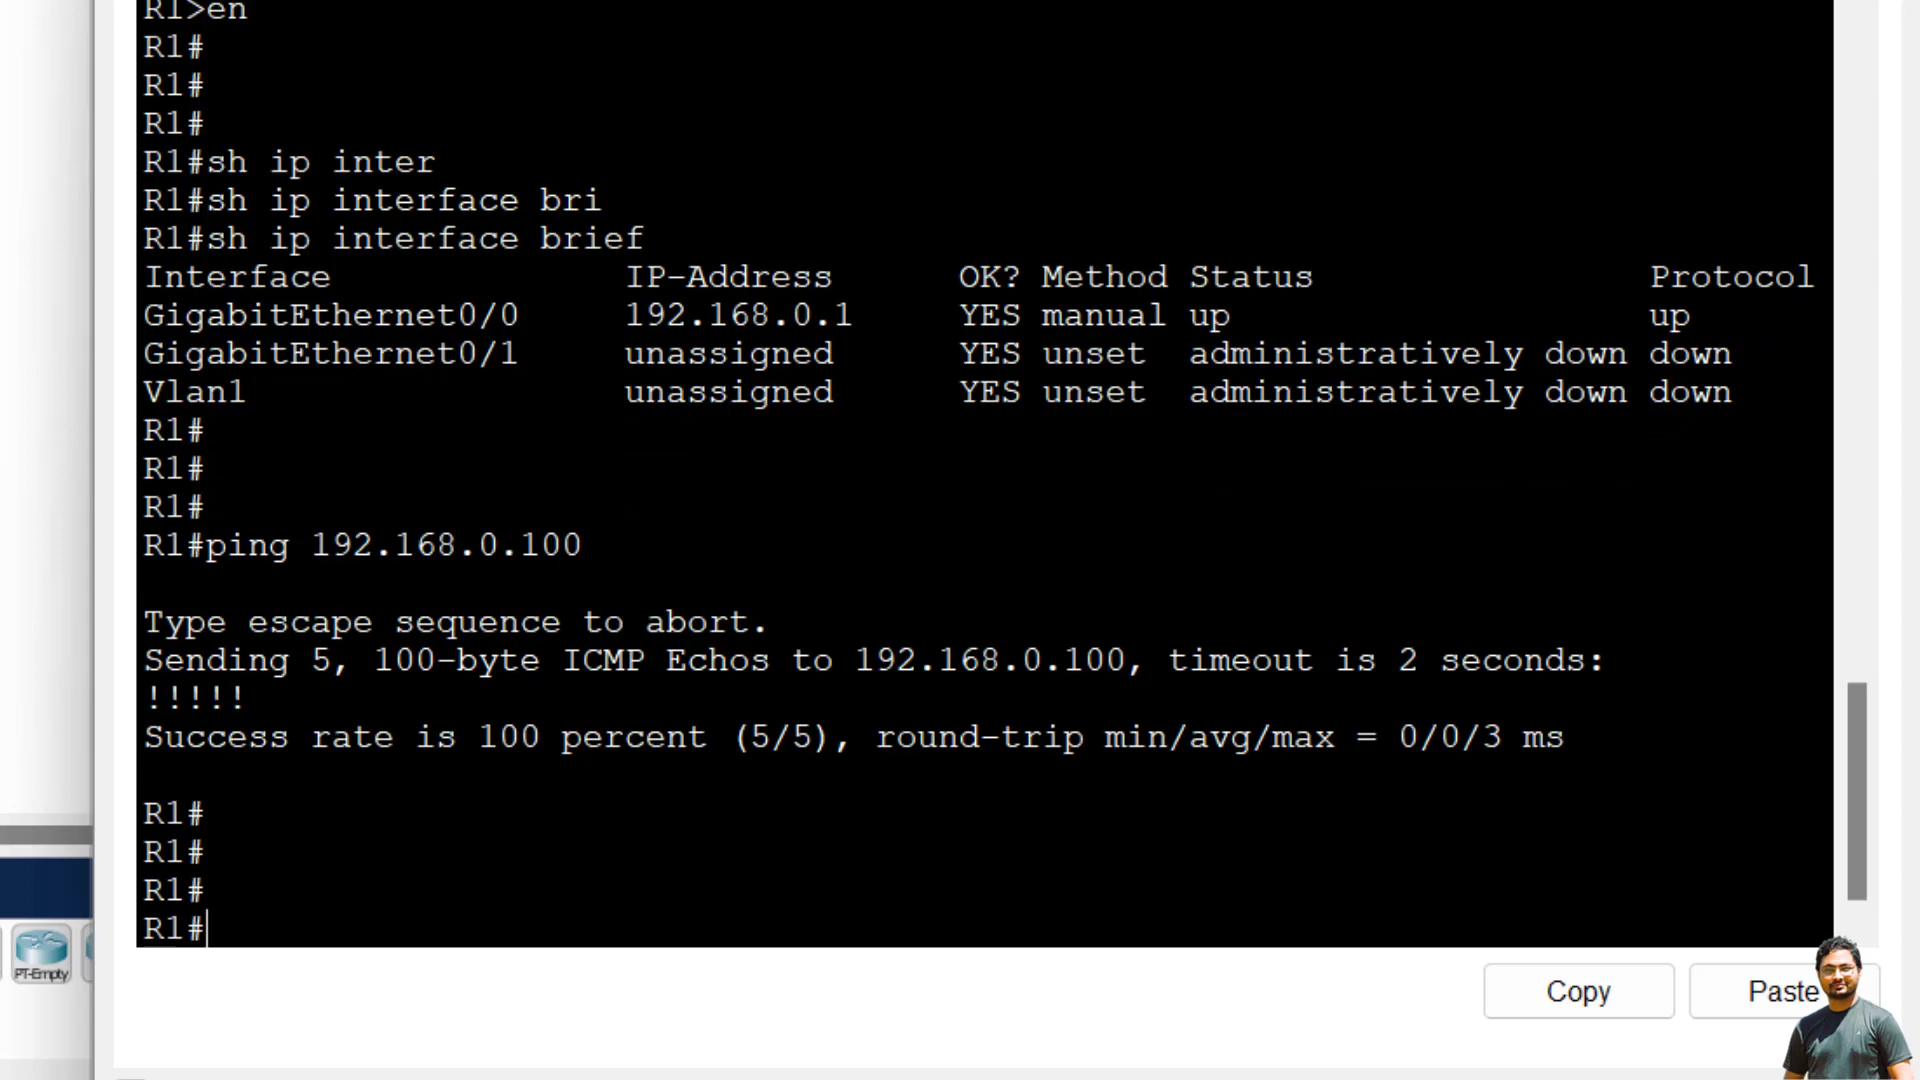 R1>en
R1#
R1#
R1#
R1#sh ip inter
R1#sh ip interface bri
R1#sh ip interface brief
Interface IP-Address OK? Method Status Protocol
GigabitEthernet0/0 192.168.0.1 YES manual up up
GigabitEthernet0/1 unassigned YES unset administratively down down
Vlan1 unassigned YES unset administratively down down
R1#
R1#
R1#
R1#ping 192.168.0.100
Type escape sequence to abort.
Sending 5, 100-byte ICMP Echos to 192.168.0.100, timeout is 2 seconds:
!!!!!
Success rate is 100 percent (5/5), round-trip min/avg/max = 0/0/3 ms
R1#
R1#
R1#
R1#
PT-Empty
Copy Paste